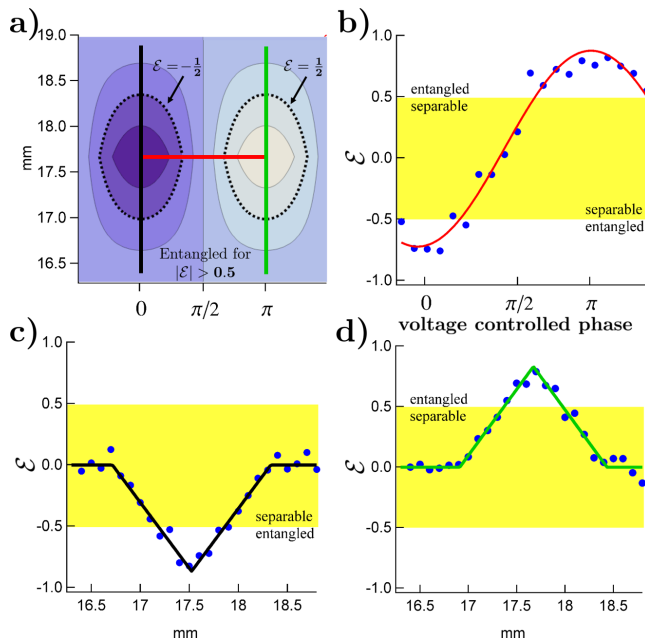 a)
19.0
18.0
mm
17.0
16.5
ℰ=−1/2
ℰ=1/2
Entangled for
|ℰ| > 0.5
0
π/2
π
b)
1.0
0.5
0.0
-0.5
-1.0
ℰ
entangled
separable
separable
entangled
0
π/2
π
voltage controlled phase
c)
1.0
0.5
0.0
-0.5
-1.0
ℰ
separable
entangled
16.5
17
17.5
18
18.5
mm
d)
1.0
0.5
0.0
-0.5
-1.0
ℰ
entangled
separable
16.5
17
17.5
18
18.5
mm